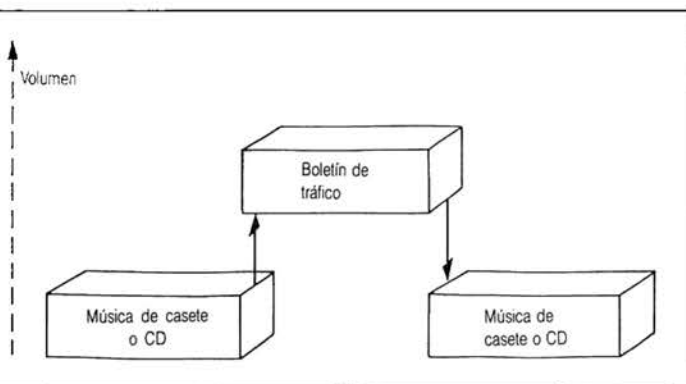 Volumen
Boletín de
tráfico
Música de casete
o CD
Música de
casete o CD